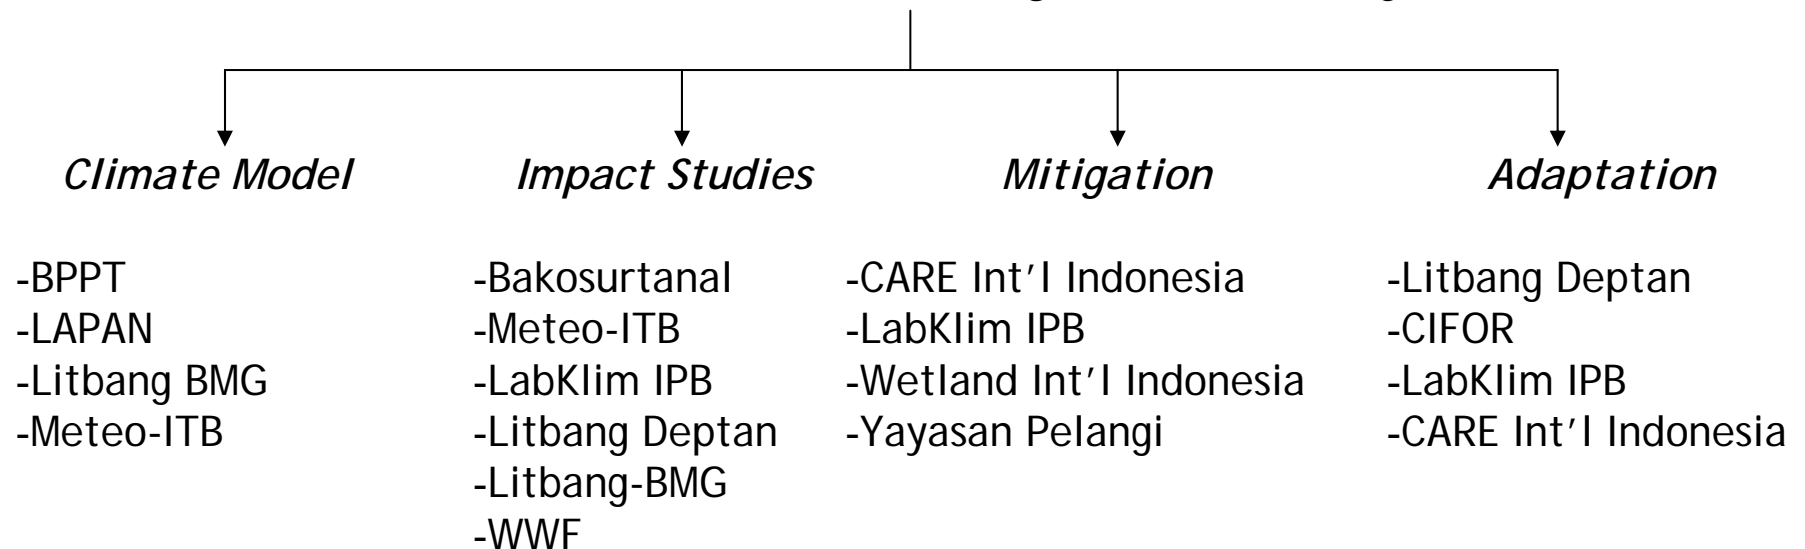 Climate Model
Impact Studies
Mitigation
Adaptation
-BPPT
-LAPAN
-Litbang BMG
-Meteo-ITB
-Bakosurtanal
-Meteo-ITB
-LabKlim IPB
-Litbang Deptan
-Litbang-BMG
-WWF
-CARE Int’l Indonesia
-LabKlim IPB
-Wetland Int’l Indonesia
-Yayasan Pelangi
-Litbang Deptan
-CIFOR
-LabKlim IPB
-CARE Int’l Indonesia